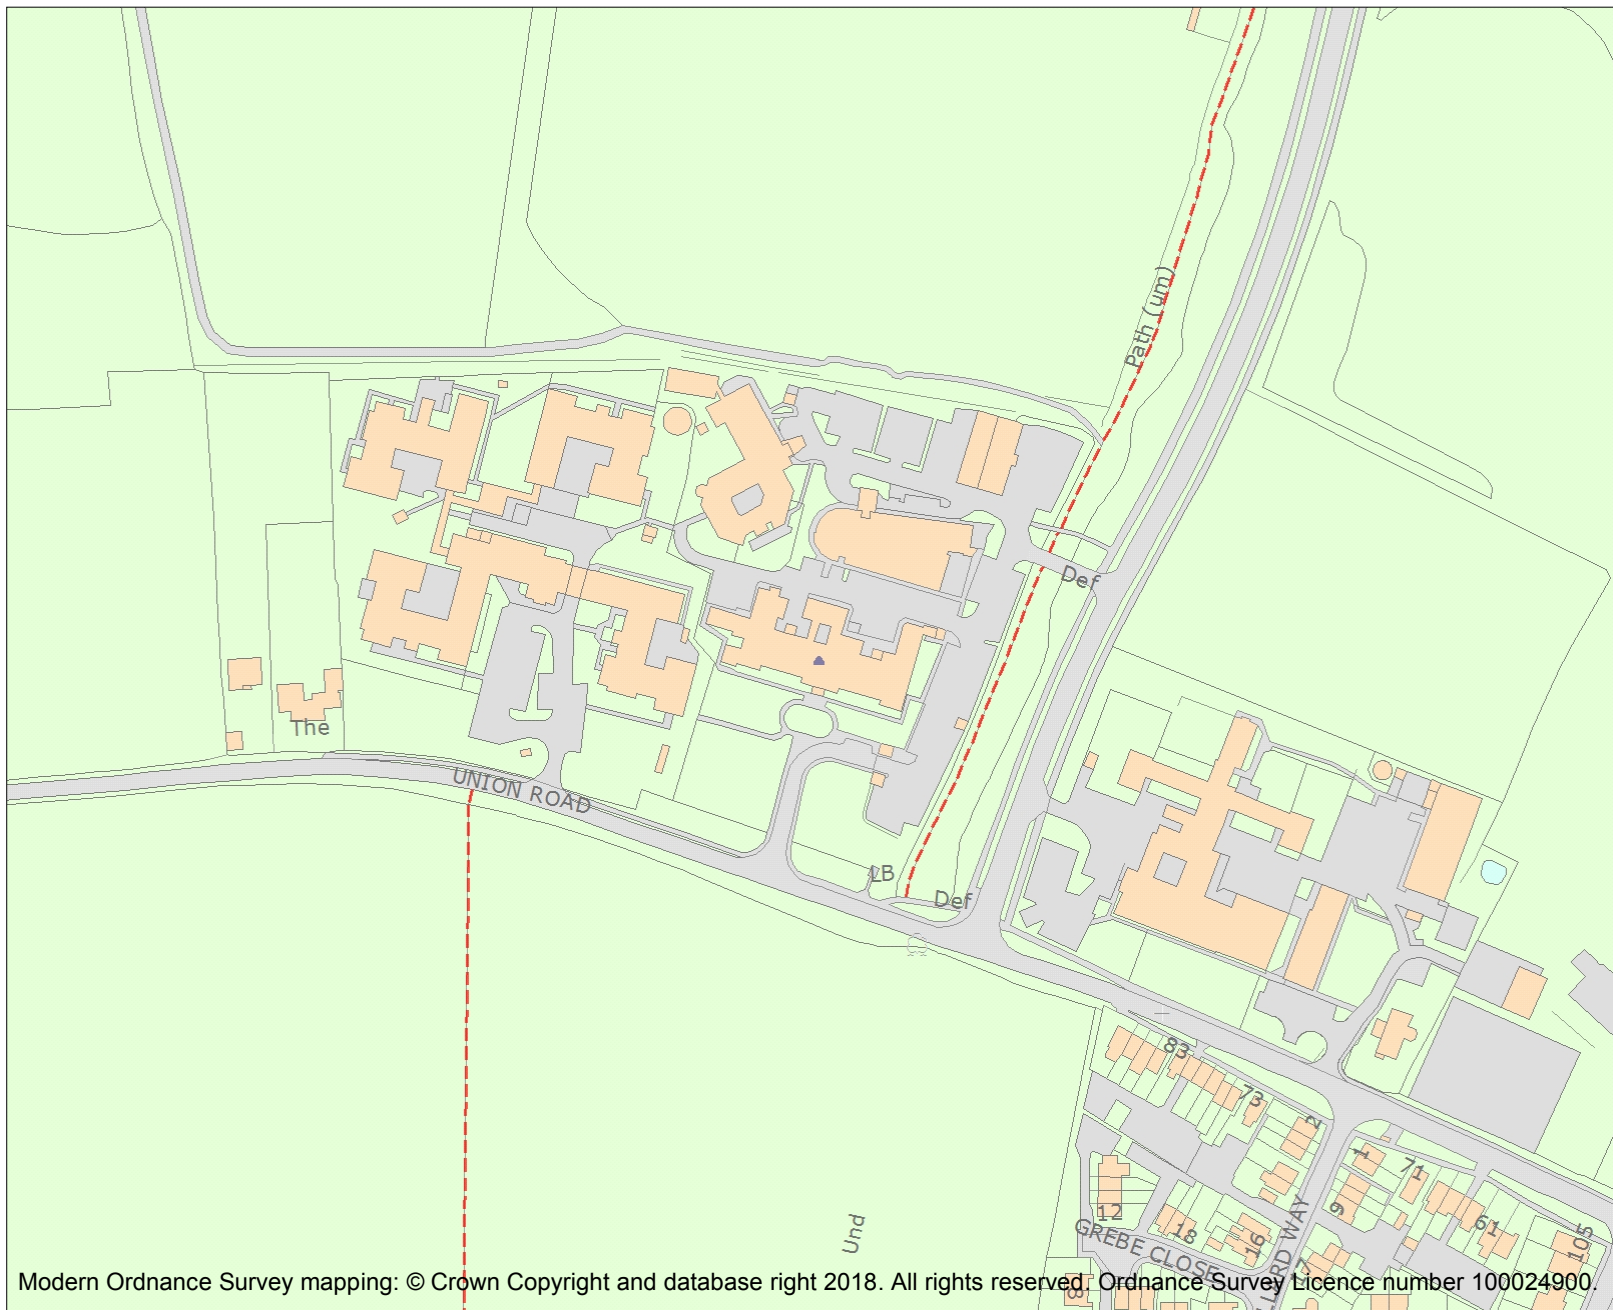 Path (um)
Def
The
UNION ROAD
LB
Def
83
73
2
1
71
9
61
105
12
18
16
GREBE CLOSE
Und
8
Modern Ordnance Survey mapping: © Crown Copyright and database right 2018. All rights reserved. Ordnance Survey Licence number 100024900.